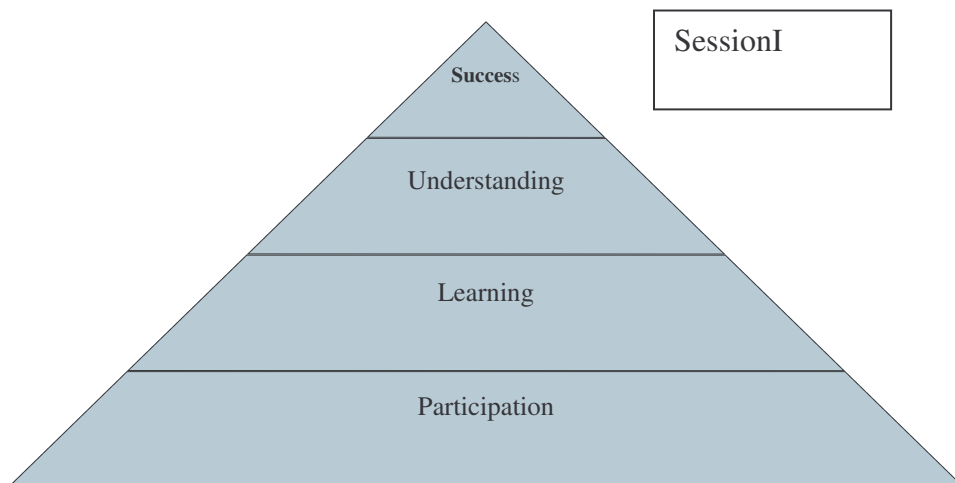 SessionI
Success
Understanding
Learning
Participation